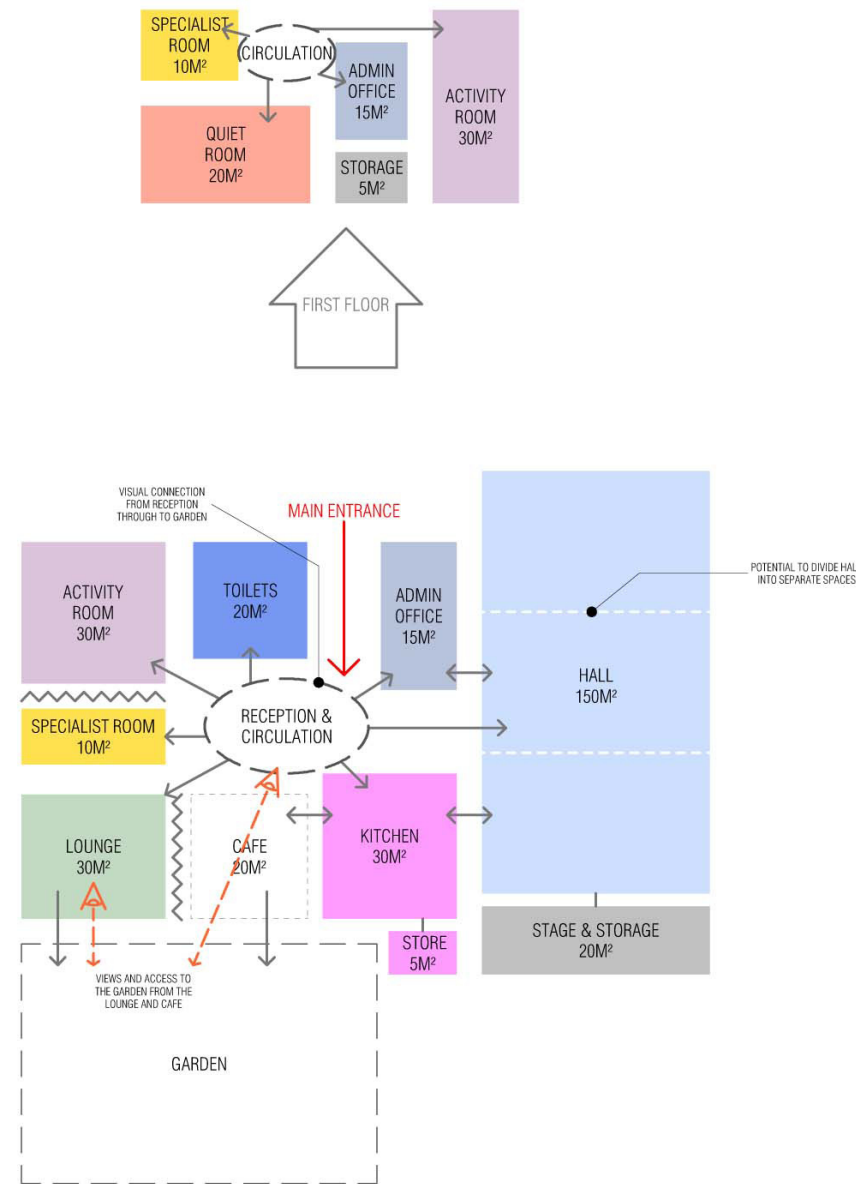 SPECIALIST
ROOM
10M²
CIRCULATION
ADMIN
OFFICE
15M²
ACTIVITY
ROOM
30M²
QUIET
ROOM
20M²
STORAGE
5M²
FIRST FLOOR
VISUAL CONNECTION
FROM RECEPTION
THROUGH TO GARDEN
MAIN ENTRANCE
ACTIVITY
ROOM
30M²
TOILETS
20M²
ADMIN
OFFICE
15M²
POTENTIAL TO DIVIDE HAL
INTO SEPARATE SPACES
HALL
150M²
SPECIALIST ROOM
10M²
RECEPTION &
CIRCULATION
LOUNGE
30M²
CAFE
20M²
KITCHEN
30M²
STORE
5M²
STAGE & STORAGE
20M²
VIEWS AND ACCESS TO
THE GARDEN FROM THE
LOUNGE AND CAFE
GARDEN